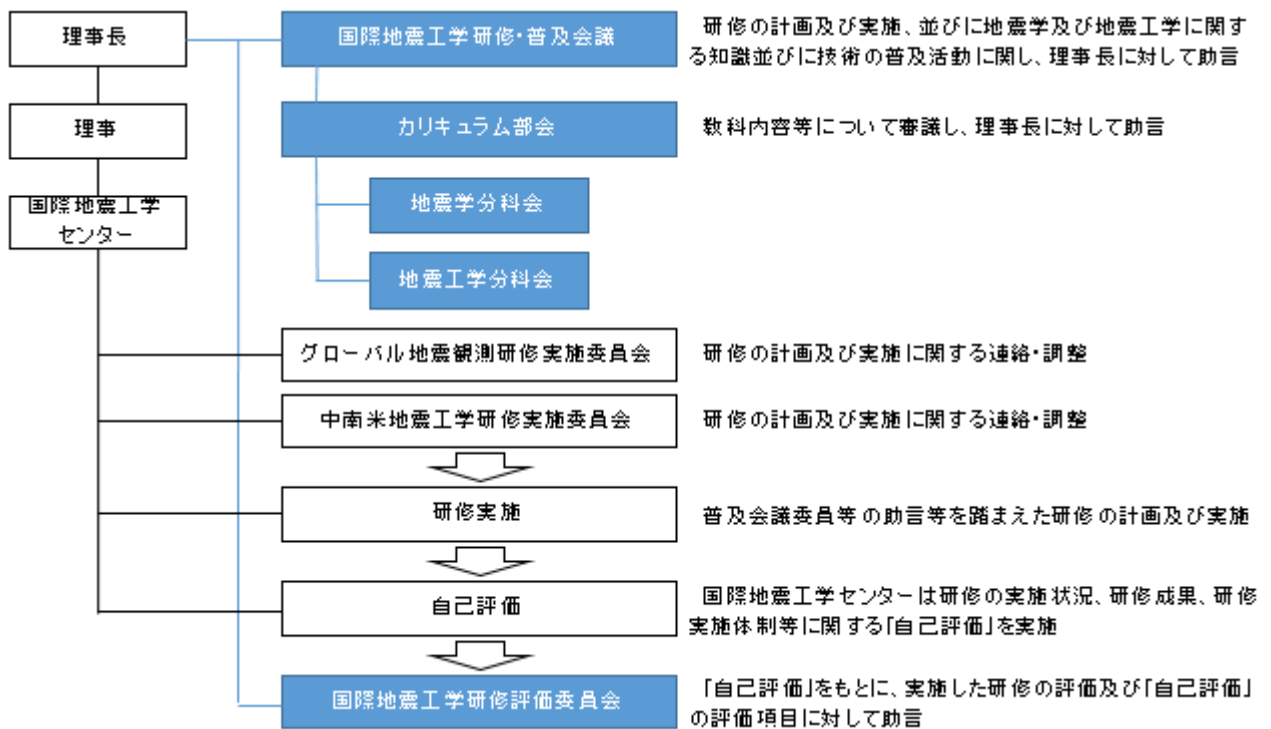 理事長
国際地震工学研修・普及会議
研修の計画及び実施、並びに地震学及び地震工学に関す
る知識並びに技術の普及活動に関し、理事長に対して助言
理事
カリキュラム部会
教科内容等について審議し、理事長に対して助言
国際地震工学
センター
地震学分科会
地震工学分科会
グローバル地震観測研修実施委員会
研修の計画及び実施に関する連絡・調整
中南米地震工学研修実施委員会
研修の計画及び実施に関する連絡・調整
研修実施
普及会議委員等の助言等を踏まえた研修の計画及び実施
自己評価
国際地震工学センターは研修の実施状況、研修成果、研修
実施体制等に関する「自己評価」を実施
国際地震工学研修評価委員会
「自己評価」をもとに、実施した研修の評価及び「自己評価」
の評価項目に対して助言